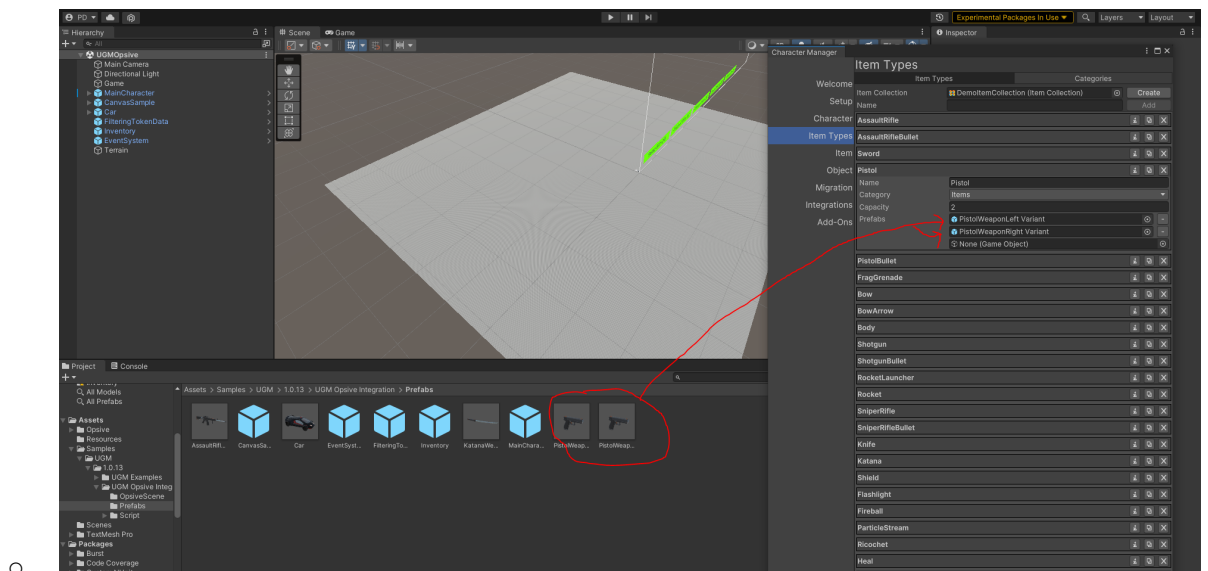 PD
Experimental Packages In Use
Layers
Layout
Hierarchy
Scene
Game
Inspector
All
UGMOpsive
Main Camera
Directional Light
Game
MainCharacter
CanvasSample
Car
FilteringTokenData
Inventory
EventSystem
Terrain
Character Manager
Welcome
Setup
Character
Item Types
Item
Object
Migration
Integrations
Add-Ons
Item Types
Item Types
Categories
Item Collection
DemoItemCollection (Item Collection)
Create
Name
Add
AssaultRifle
AssaultRifleBullet
Sword
Pistol
Name
Pistol
Category
Items
Capacity
2
Prefabs
PistolWeaponLeft Variant
PistolWeaponRight Variant
None (Game Object)
PistolBullet
FragGrenade
Bow
BowArrow
Body
Shotgun
ShotgunBullet
RocketLauncher
Rocket
SniperRifle
SniperRifleBullet
Knife
Katana
Shield
Flashlight
Fireball
ParticleStream
Ricochet
Heal
Project
Console
All Models
All Prefabs
Assets
Opsive
Resources
Samples
UGM
1.0.13
UGM Examples
UGM Opsive Integ
OpsiveScene
Prefabs
Script
Scenes
TextMesh Pro
Packages
Burst
Code Coverage
Assets > Samples > UGM > 1.0.13 > UGM Opsive Integration > Prefabs
AssaultRifl...
CanvasSa...
Car
EventSyst...
FilteringTo...
Inventory
KatanaWe...
MainChara...
PistolWeap...
PistolWeap...